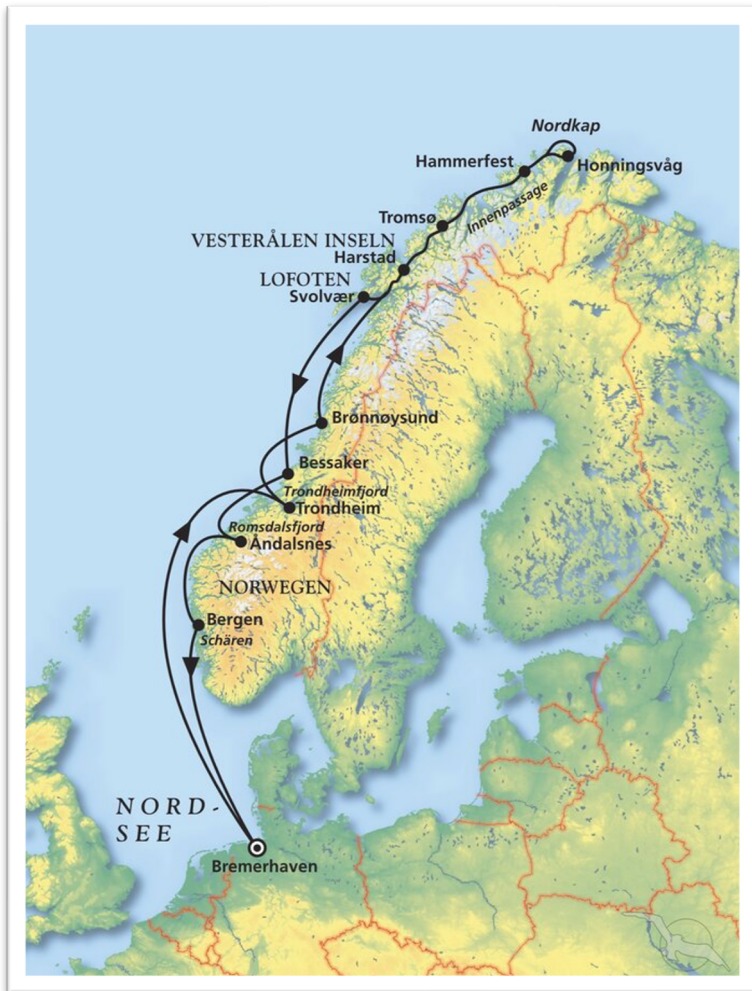 Nordkap
Hammerfest
Honningsvåg
Innenpassage
Tromsø
VESTERÅLEN INSELN
Harstad
LOFOTEN
Svolvær
Brønnøysund
Bessaker
Trondheimfjord
Trondheim
Romsdalsfjord
Åndalsnes
NORWEGEN
Bergen
Schären
NORD-
SEE
Bremerhaven